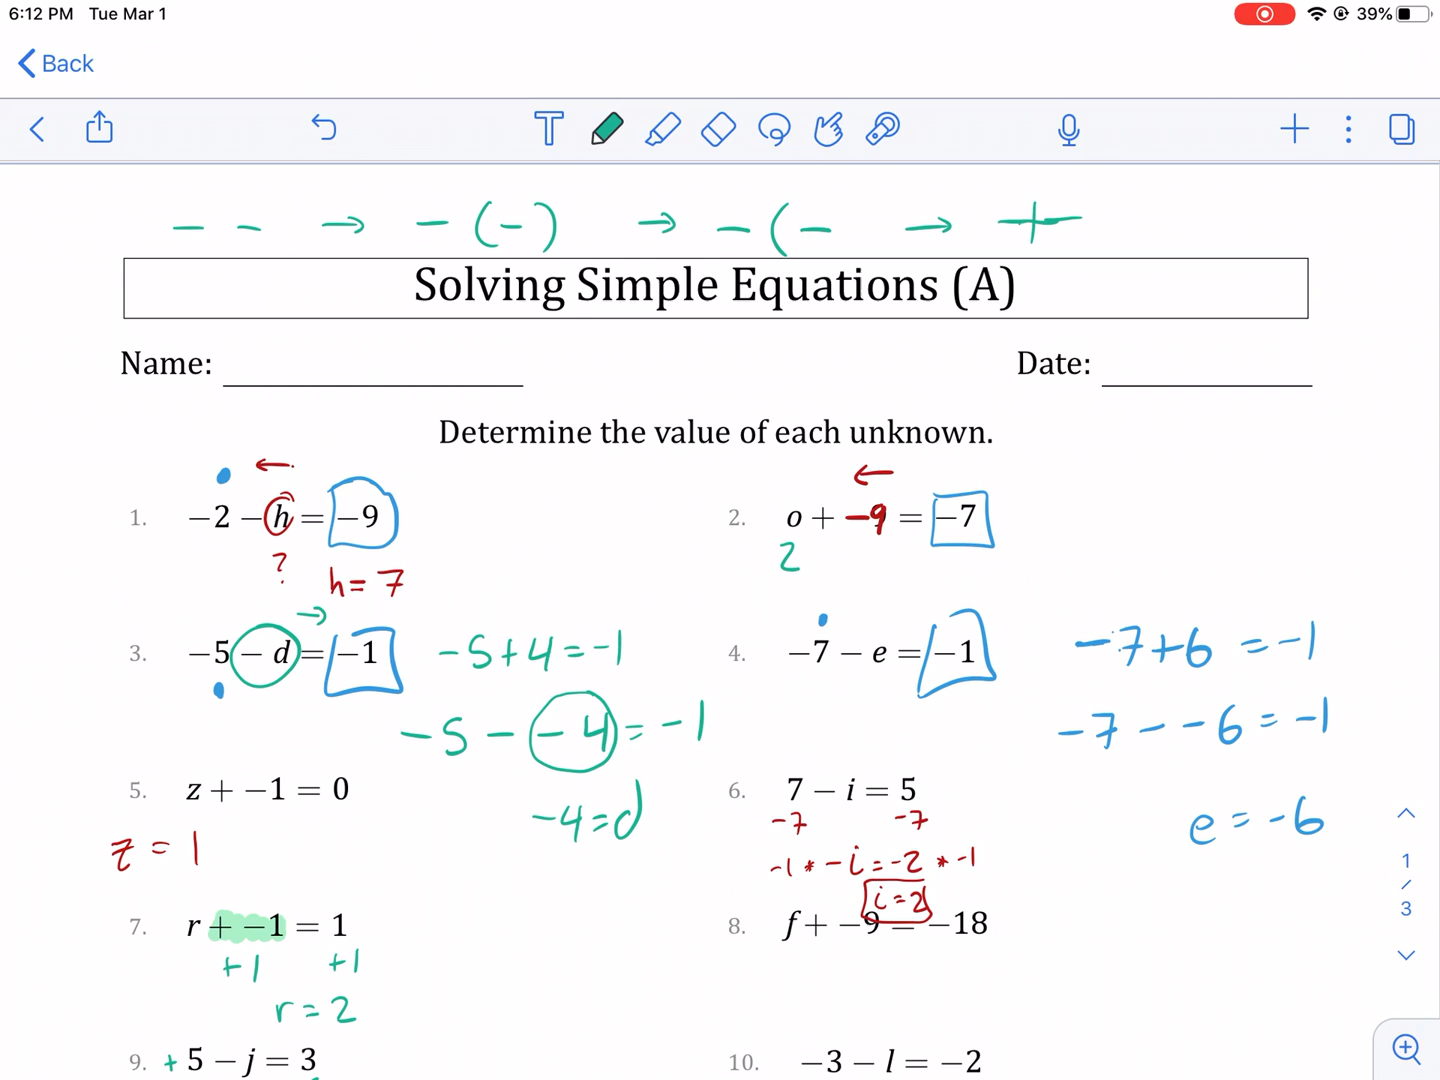 6:12 PM Tue Mar 1 39%
Back
T
− − → − (−) → − (− → +
Solving Simple Equations (A)
Name: ____________ Date: ____________
Determine the value of each unknown.
1. −2 − h = −9
?
h = 7
2. o + −9 = −7
2
3. −5 − d = −1
−5+4=−1
−5 − −4 = −1
−4=d
4. −7 − e = −1
−7+6 = −1
−7 − −6 = −1
e = −6
5. z + −1 = 0
z = 1
6. 7 − i = 5
−7 −7
−1 * −i = −2 * −1
i=2
7. r + −1 = 1
+1 +1
r = 2
8. f + −9 = −18
9. + 5 − j = 3
10. −3 − l = −2
1
/
3